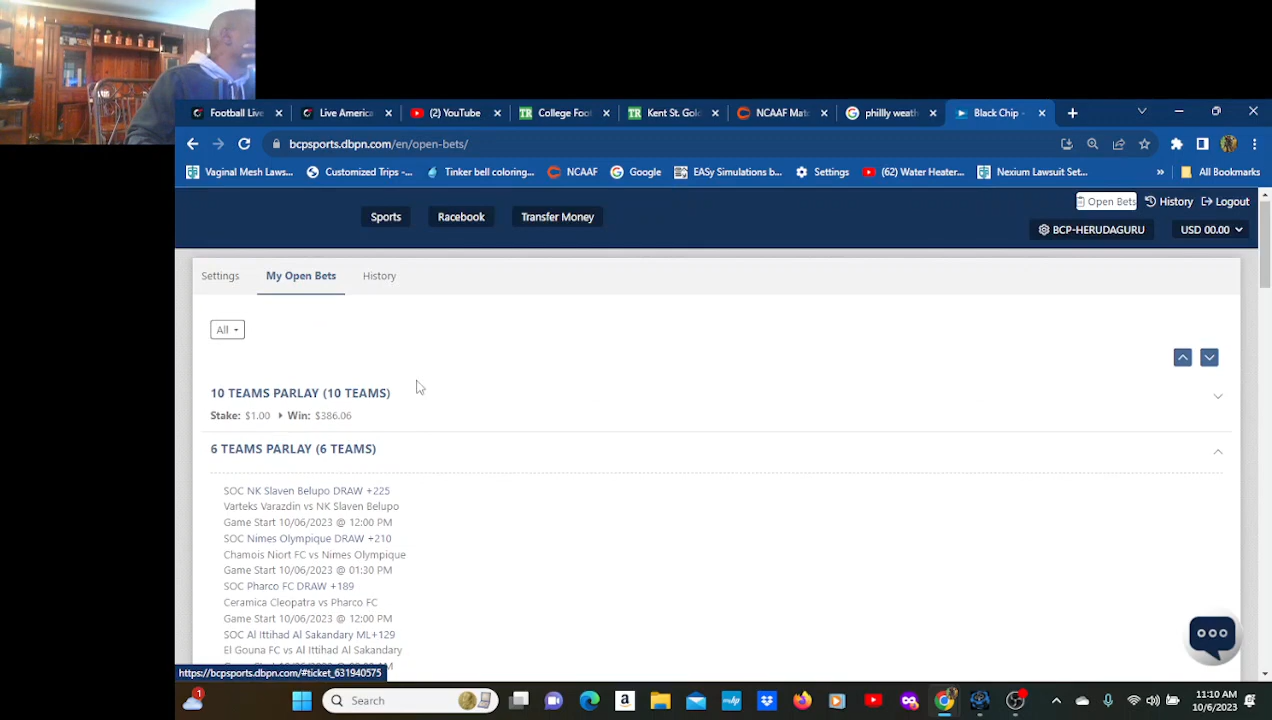 Football Live
Live America
(2) YouTube
College Foot
Kent St. Gold
NCAAF Mat
phillly weath
Black Chip -
bcpsports.dbpn.com/en/open-bets/
Vaginal Mesh Laws...
Customized Trips -...
Tinker bell coloring...
NCAAF
Google
EASy Simulations b...
Settings
(62) Water Heater...
Nexium Lawsuit Set...
»
All Bookmarks
Sports
Racebook
Transfer Money
Open Bets
History
Logout
BCP-HERUDAGURU
USD 00.00
Settings
My Open Bets
History
All
10 TEAMS PARLAY (10 TEAMS)
Stake: $1.00 Win: $386.06
6 TEAMS PARLAY (6 TEAMS)
SOC NK Slaven Belupo DRAW +225
Varteks Varazdin vs NK Slaven Belupo
Game Start 10/06/2023 @ 12:00 PM
SOC Nimes Olympique DRAW +210
Chamois Niort FC vs Nimes Olympique
Game Start 10/06/2023 @ 01:30 PM
SOC Pharco FC DRAW +189
Ceramica Cleopatra vs Pharco FC
Game Start 10/06/2023 @ 12:00 PM
SOC Al Ittihad Al Sakandary ML+129
El Gouna FC vs Al Ittihad Al Sakandary
https://bcpsports.dbpn.com/#ticket_631940575
1
Search
11:10 AM
10/6/2023